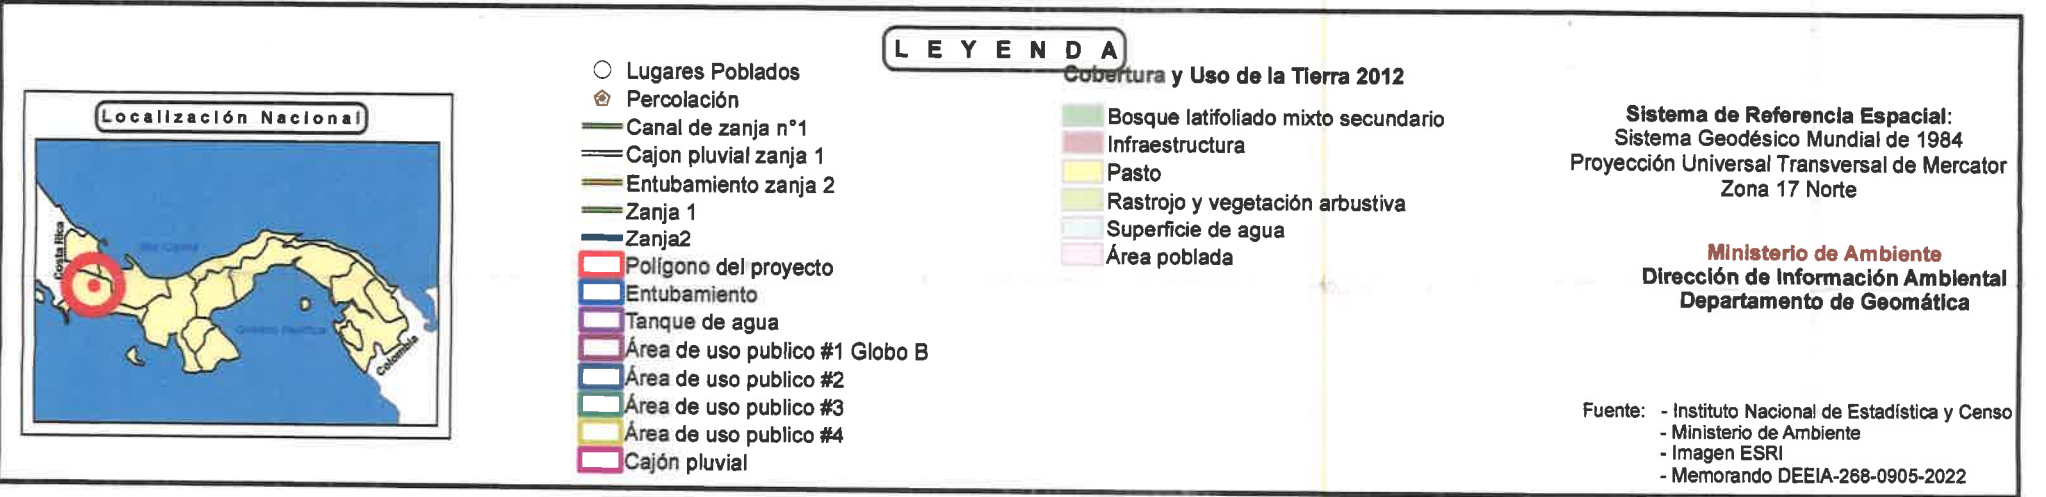 L E Y E N D A
Localización Nacional
Costa Rica
Mar Caribe
Océano Pacífico
Colombia
Lugares Poblados
Percolación
Canal de zanja n°1
Cajon pluvial zanja 1
Entubamiento zanja 2
Zanja 1
Zanja2
Polígono del proyecto
Entubamiento
Tanque de agua
Área de uso publico #1 Globo B
Área de uso publico #2
Área de uso publico #3
Área de uso publico #4
Cajón pluvial
Cobertura y Uso de la Tierra 2012
Bosque latifoliado mixto secundario
Infraestructura
Pasto
Rastrojo y vegetación arbustiva
Superficie de agua
Área poblada
Sistema de Referencia Espacial:
Sistema Geodésico Mundial de 1984
Proyección Universal Transversal de Mercator
Zona 17 Norte
Ministerio de Ambiente
Dirección de Información Ambiental
Departamento de Geomática
Fuente: - Instituto Nacional de Estadística y Censo
- Ministerio de Ambiente
- Imagen ESRI
- Memorando DEEIA-268-0905-2022